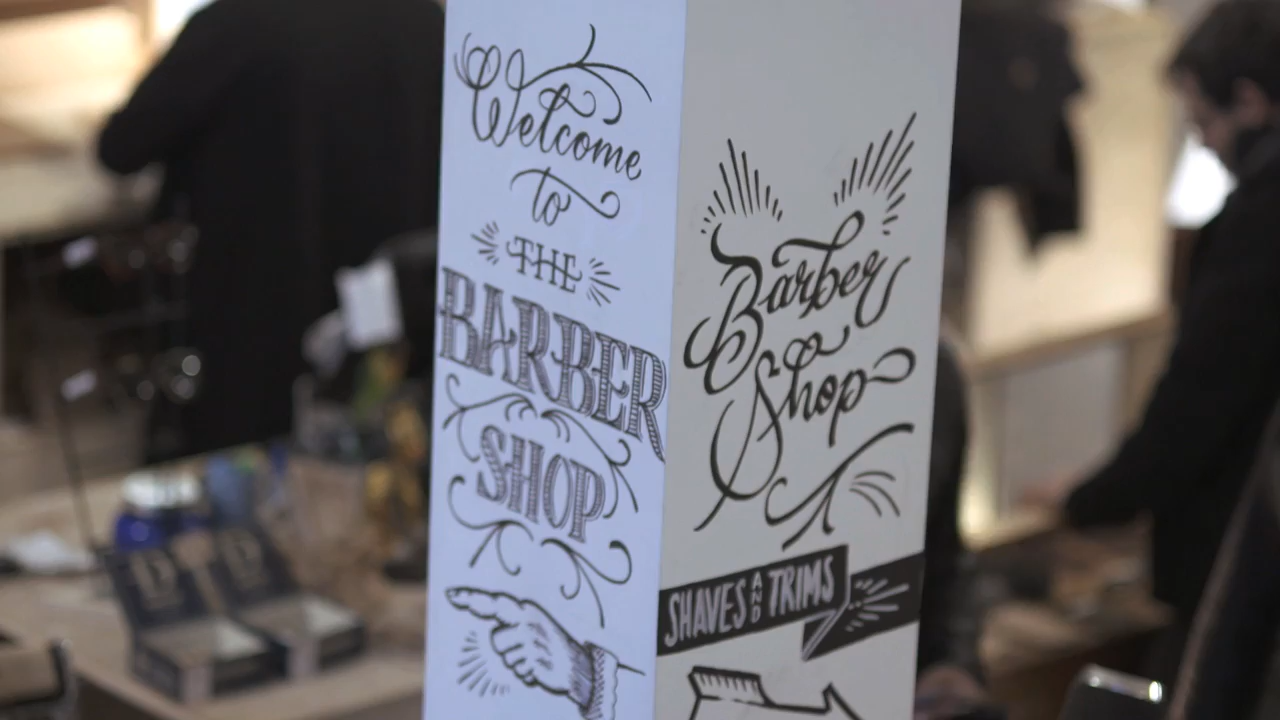 Welcome
to
THE
BARBER
SHOP
Barber
Shop
SHAVES AND TRIMS